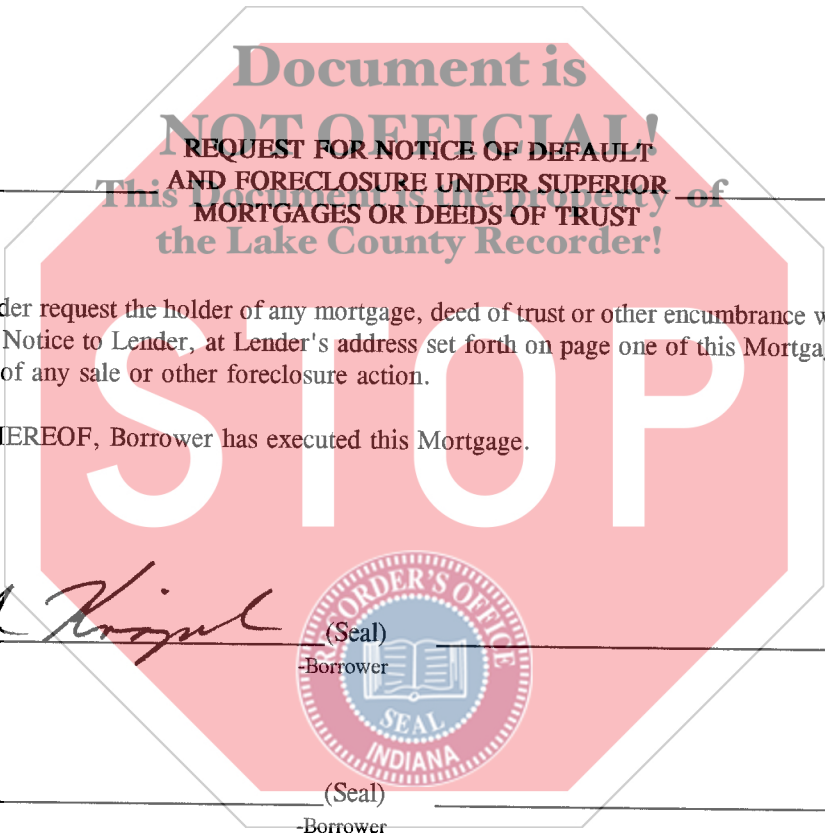 Document is
NOT OFFICIAL!
REQUEST FOR NOTICE OF DEFAULT
AND FORECLOSURE UNDER SUPERIOR
This Document is the property of
MORTGAGES OR DEEDS OF TRUST
the Lake County Recorder!
der request the holder of any mortgage, deed of trust or other encumbrance w
Notice to Lender, at Lender's address set forth on page one of this Mortga
of any sale or other foreclosure action.
EREOF, Borrower has executed this Mortgage.
STOP
RECORDER'S OFFICE
(Seal)
-Borrower
SEAL
INDIANA
(Seal)
-Borrower